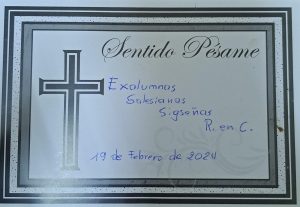 Sentido Pésame
Exalumnas
Salesianas
Sigseñas
R. en C.
19 de Febrero de 2024